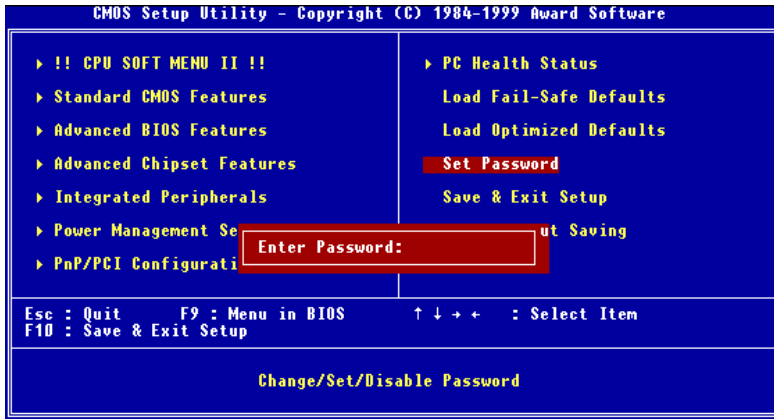 CMOS Setup Utility - Copyright (C) 1984-1999 Award Software
!! CPU SOFT MENU II !!
Standard CMOS Features
Advanced BIOS Features
Advanced Chipset Features
Integrated Peripherals
Power Management Se
PnP/PCI Configurati
PC Health Status
Load Fail-Safe Defaults
Load Optimized Defaults
Set Password
Save & Exit Setup
ut Saving
Enter Password:
Esc : Quit F9 : Menu in BIOS ↑ ↓ → ← : Select Item
F10 : Save & Exit Setup
Change/Set/Disable Password